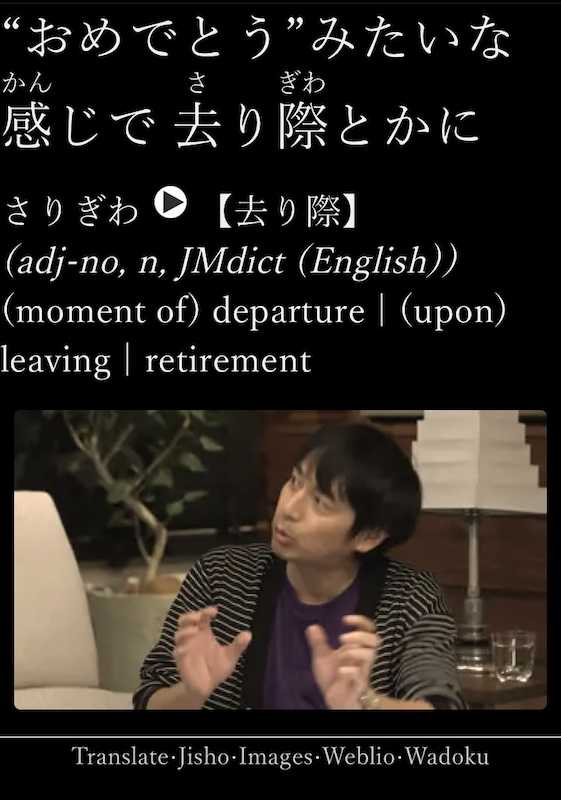 “おめでとう”みたいな
かん さ ぎわ
感じで 去り際とかに
さりぎわ 【去り際】
(adj-no, n, JMdict (English))
(moment of) departure | (upon)
leaving | retirement
Translate·Jisho·Images·Weblio·Wadoku